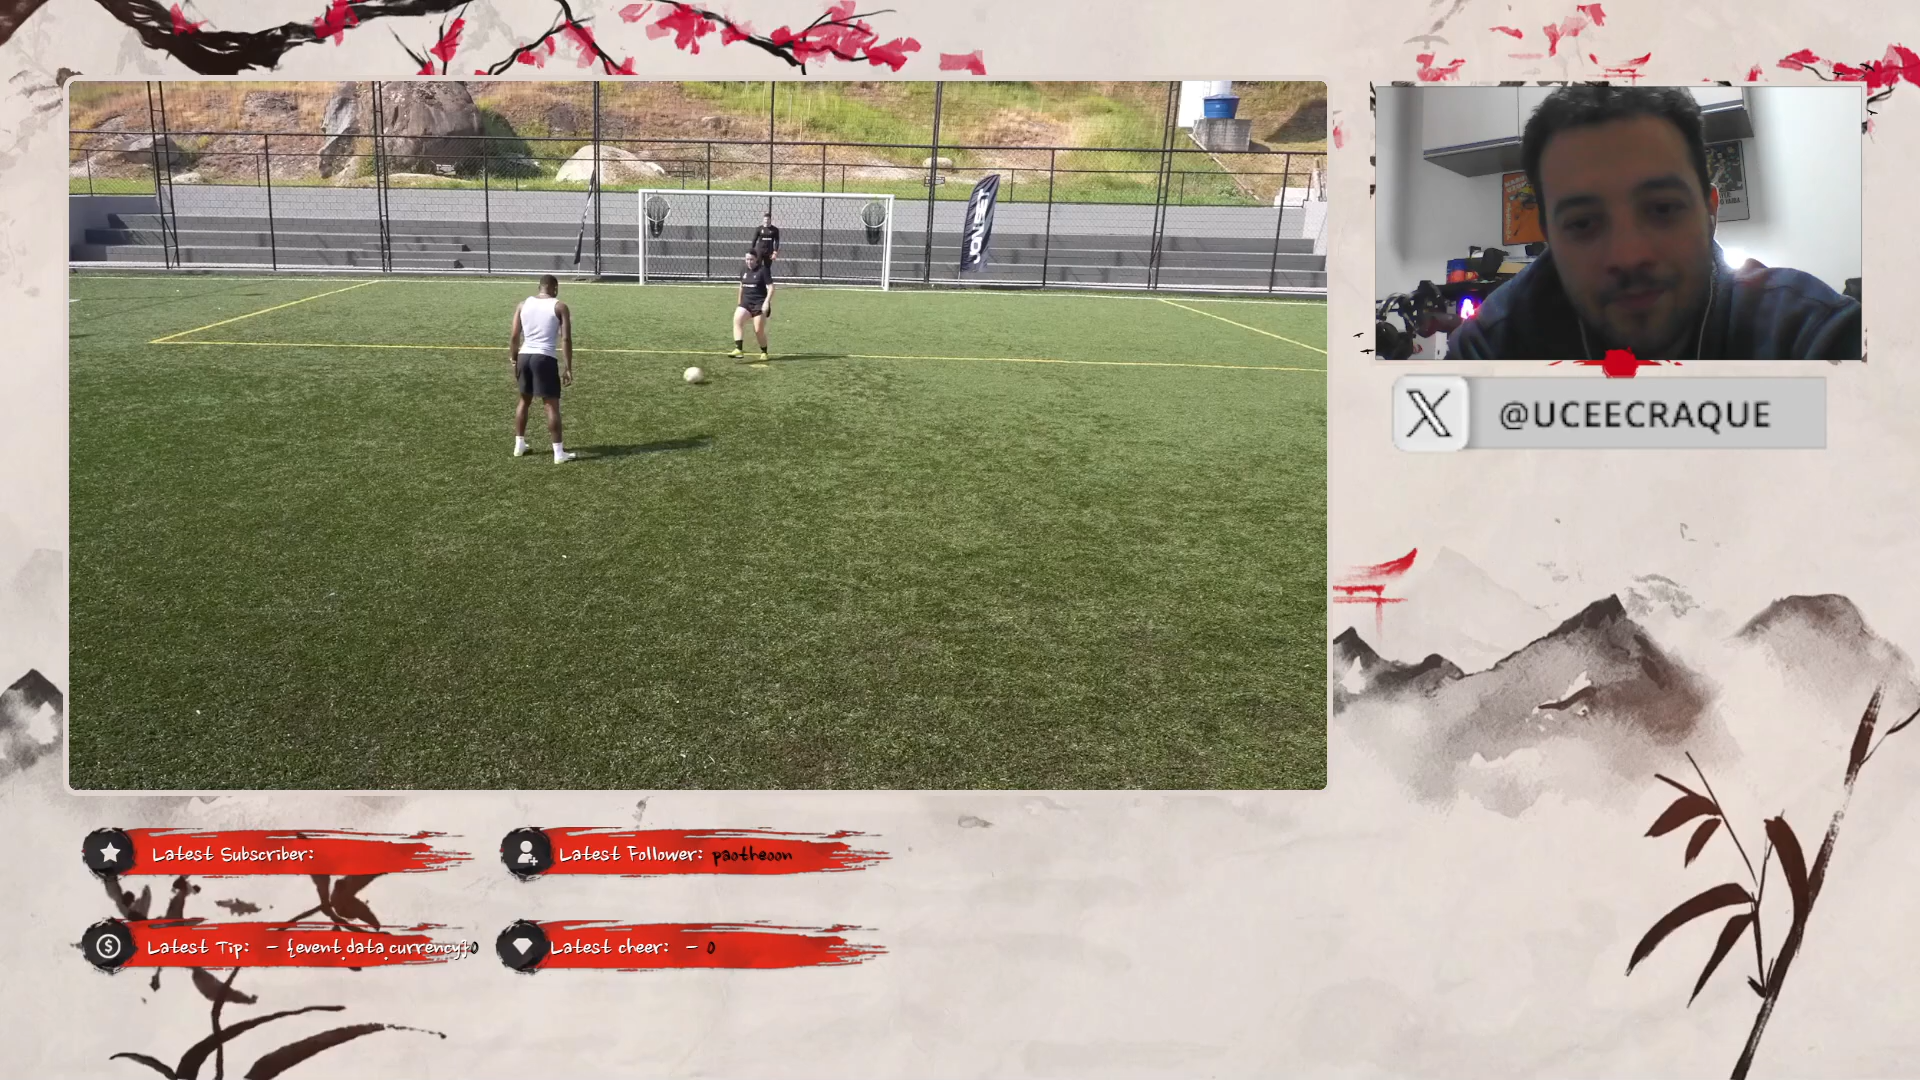 @UCEECRAQUE
Latest Subscriber:
Latest Follower: paotheoon
Latest Tip: - {event.data.currency}0
Latest cheer: - 0